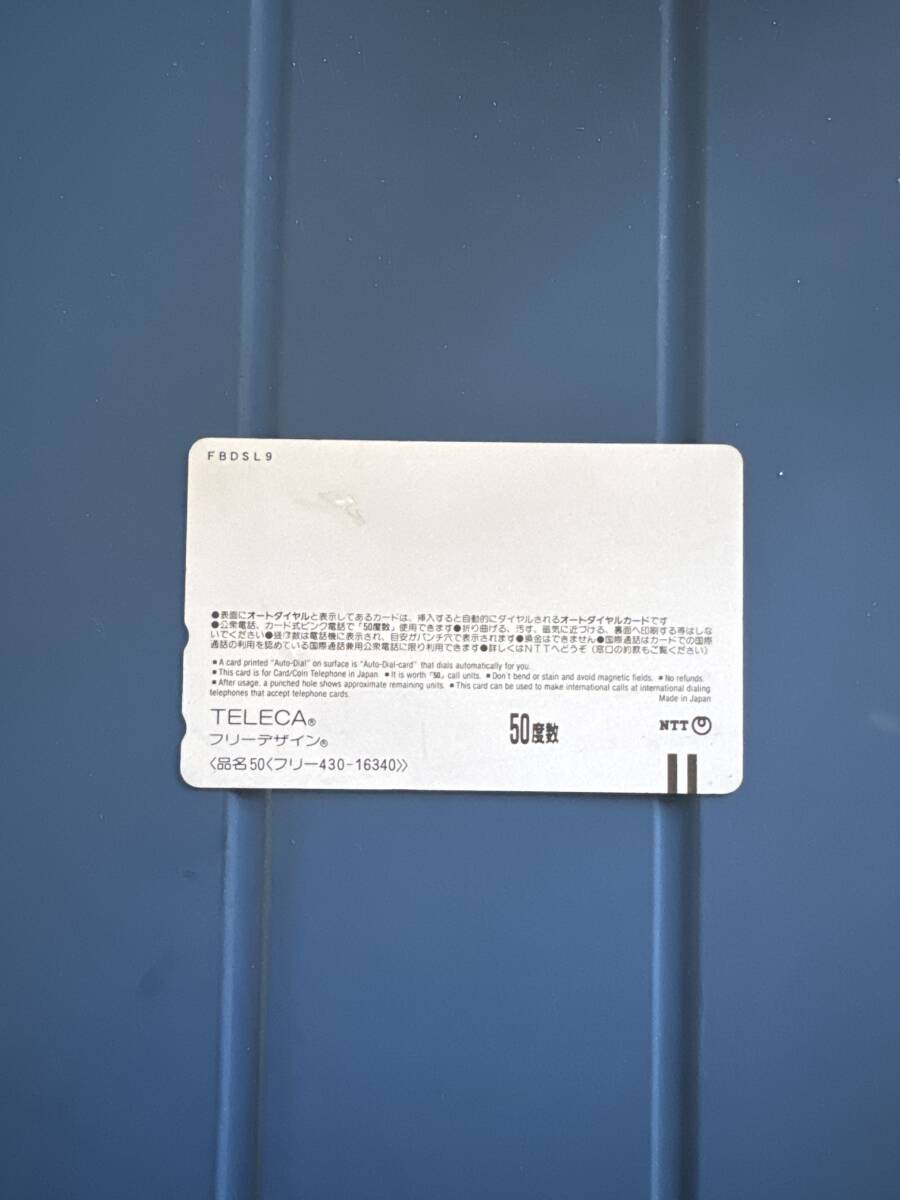 FBDSL9
●表面にオートダイヤルと表示してあるカードは、挿入すると自動的にダイヤルされるオートダイヤルカードです
●公衆電話、カード式ピンク電話で「50度数」使用できます●折り曲げる、汚す、磁気に近づける、裏面へ印刷する等はしな
いでください●残度数は電話機に表示され、目安がパンチ穴で表示されます●換金はできません●国際通話はカードでの国際
通話の利用を認めている国際通話兼用公衆電話に限り利用できます●詳しくはNTTへどうぞ（窓口の約款もご覧ください）
■A card printed "Auto-Dial" on surface is "Auto-Dial-card" that dials automatically for you.
■This card is for Card/Coin Telephone in Japan. ■It is worth「50」call units. ■Don't bend or stain and avoid magnetic fields. ■No refunds.
■After usage, a punched hole shows approximate remaining units. ■This card can be used to make international calls at international dialing
telephones that accept telephone cards.
Made in Japan
TELECA®
フリーデザイン®
〈品名50〈フリー430-16340〉〉
50度数
NTT